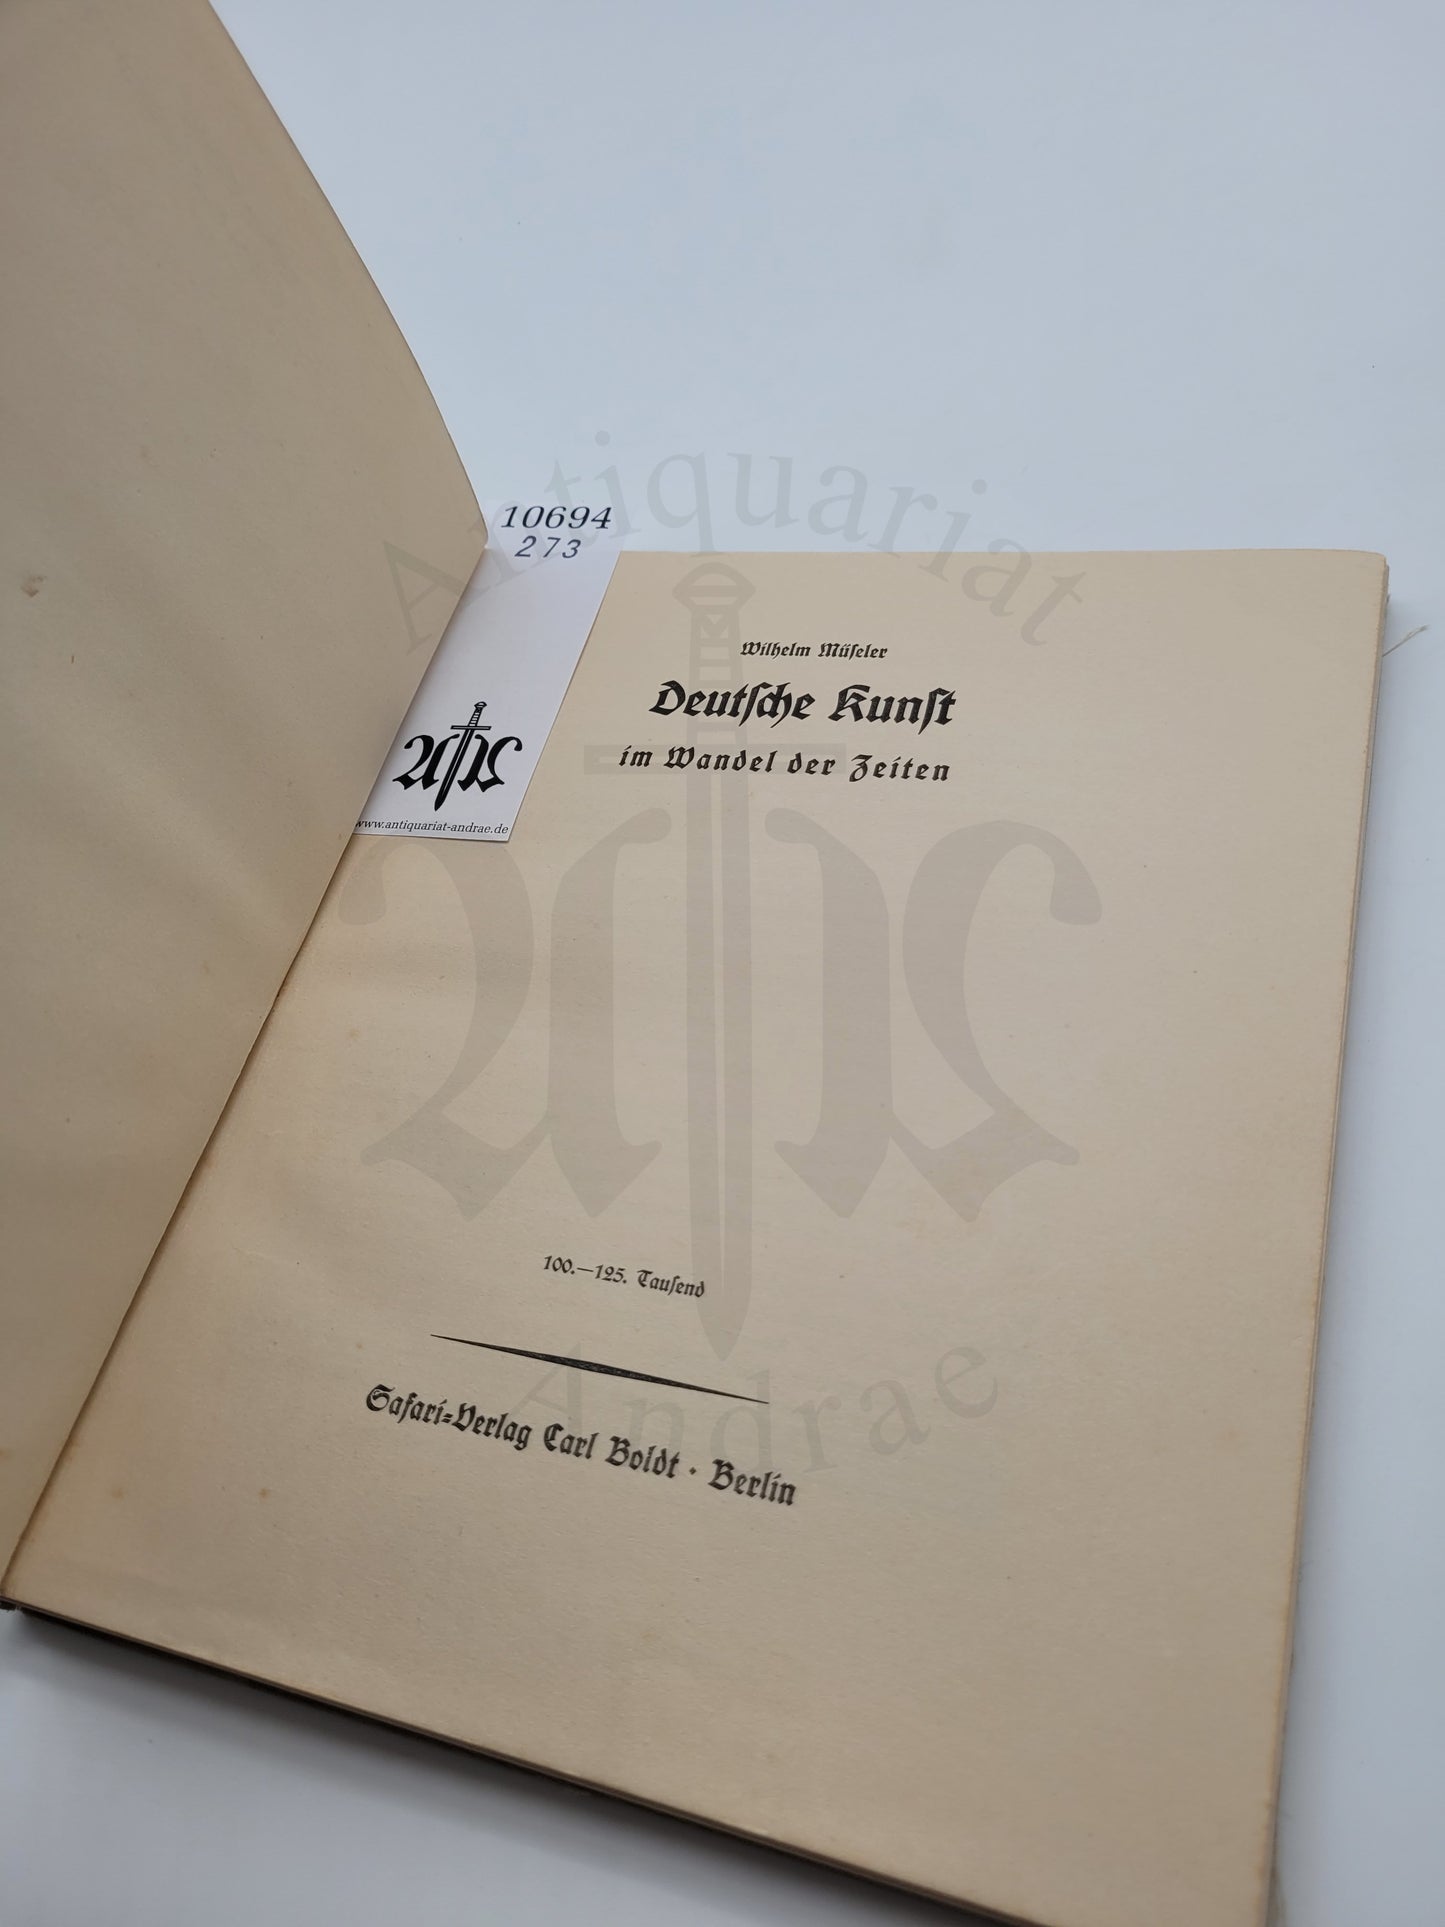 10694
273
www.antiquariat-andrae.de
Antiquariat
Wilhelm Müſeler
Deutſche Kunſt
im Wandel der Zeiten
100.—125. Tauſend
Andrae
Safari-Verlag Carl Boldt · Berlin